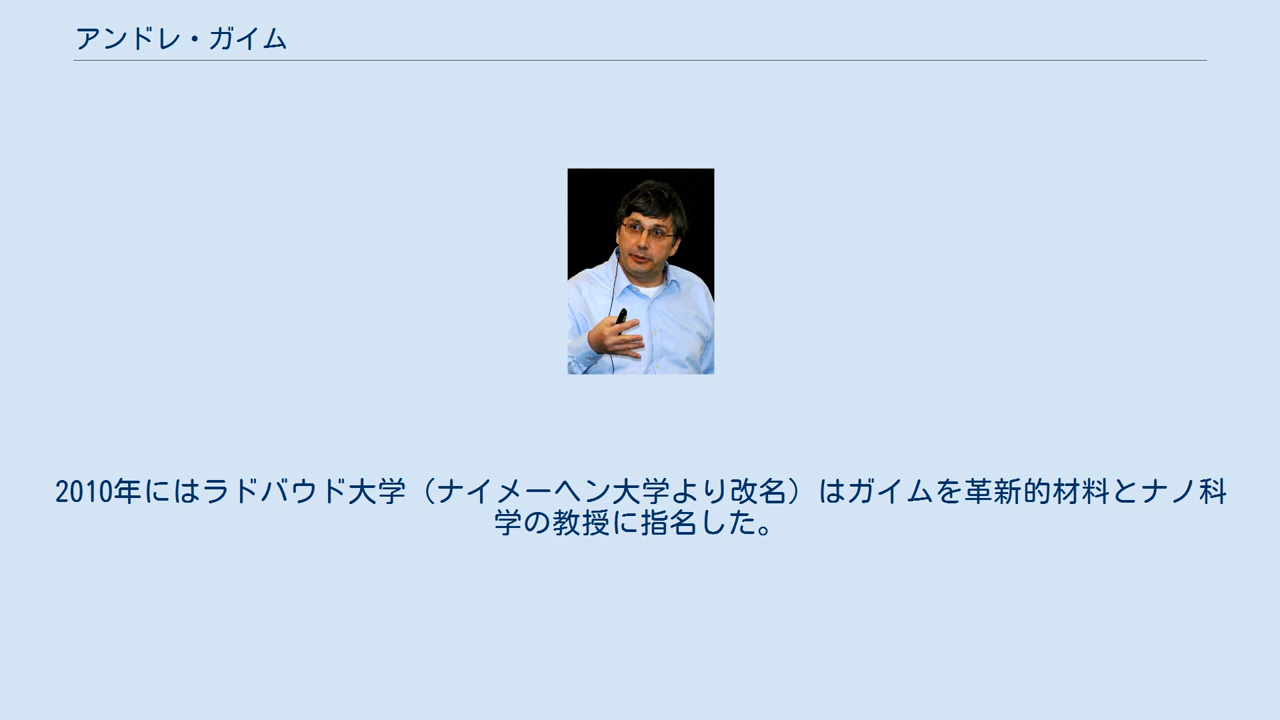 アンドレ・ガイム
2010年にはラドバウド大学（ナイメーヘン大学より改名）はガイムを革新的材料とナノ科
学の教授に指名した。